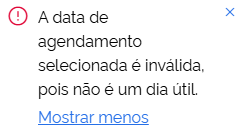 A data de
agendamento
selecionada é inválida,
pois não é um dia útil.
Mostrar menos